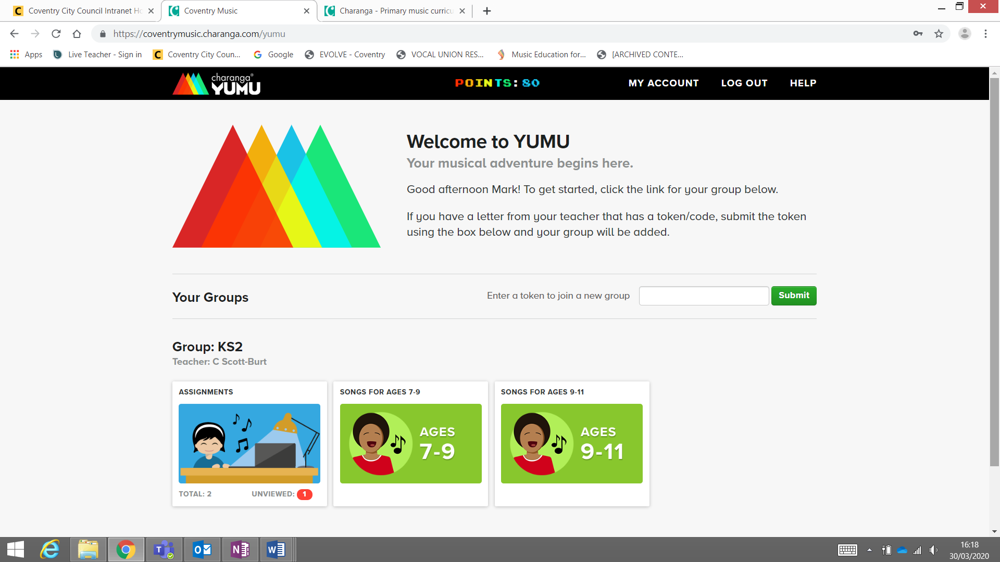 Coventry City Council Intranet Ho
Coventry Music
Charanga - Primary music curricu
https://coventrymusic.charanga.com/yumu
Apps
Live Teacher - Sign in
Coventry City Coun...
Google
EVOLVE - Coventry
VOCAL UNION RES...
Music Education for...
[ARCHIVED CONTE...
charanga®
YUMU
POINTS: 80
MY ACCOUNT
LOG OUT
HELP
Welcome to YUMU
Your musical adventure begins here.
Good afternoon Mark! To get started, click the link for your group below.
If you have a letter from your teacher that has a token/code, submit the token
using the box below and your group will be added.
Your Groups
Enter a token to join a new group
Submit
Group: KS2
Teacher: C Scott-Burt
ASSIGNMENTS
TOTAL: 2
UNVIEWED: 1
SONGS FOR AGES 7-9
AGES
7-9
SONGS FOR AGES 9-11
AGES
9-11
16:18
30/03/2020